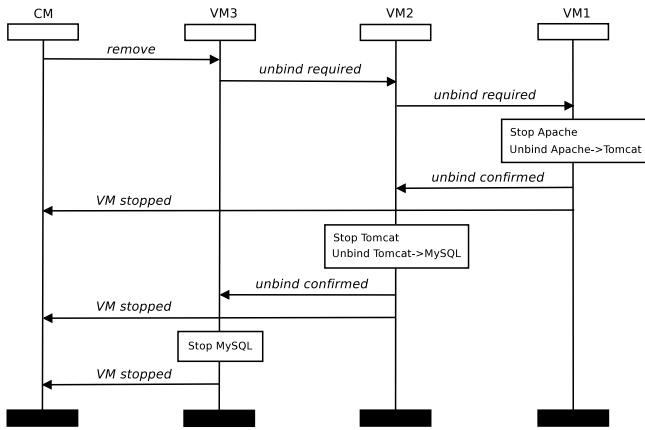 CM
VM3
VM2
VM1
remove
unbind required
unbind required
Stop Apache
Unbind Apache->Tomcat
unbind confirmed
VM stopped
Stop Tomcat
Unbind Tomcat->MySQL
unbind confirmed
VM stopped
Stop MySQL
VM stopped